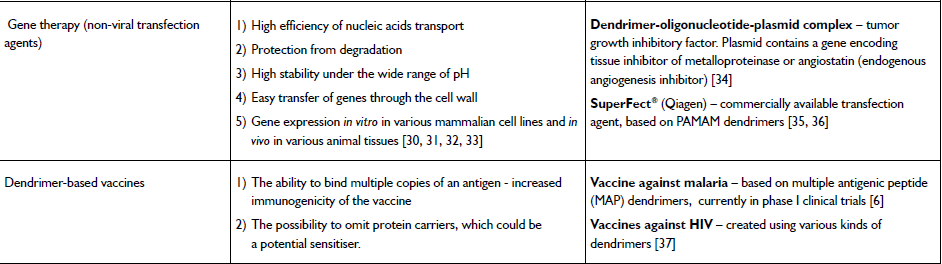 Gene therapy (non-viral transfection
agents)
1) High efficiency of nucleic acids transport
2) Protection from degradation
3) High stability under the wide range of pH
4) Easy transfer of genes through the cell wall
5) Gene expression in vitro in various mammalian cell lines and in
vivo in various animal tissues [30, 31, 32, 33]
Dendrimer-oligonucleotide-plasmid complex – tumor
growth inhibitory factor. Plasmid contains a gene encoding
tissue inhibitor of metalloproteinase or angiostatin (endogenous
angiogenesis inhibitor) [34]
SuperFect® (Qiagen) – commercially available transfection
agent, based on PAMAM dendrimers [35, 36]
Dendrimer-based vaccines
1) The ability to bind multiple copies of an antigen - increased
immunogenicity of the vaccine
2) The possibility to omit protein carriers, which could be
a potential sensitiser.
Vaccine against malaria – based on multiple antigenic peptide
(MAP) dendrimers, currently in phase I clinical trials [6]
Vaccines against HIV – created using various kinds of
dendrimers [37]